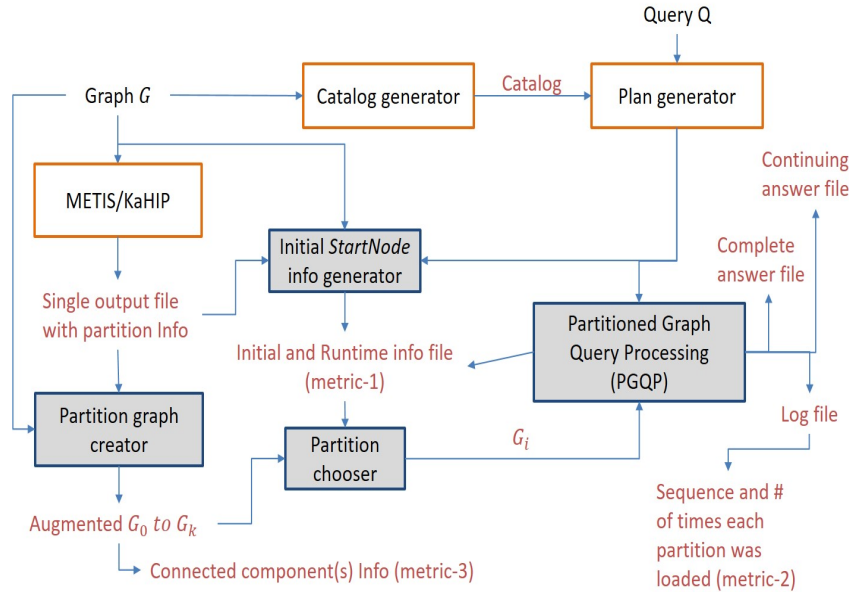 Query Q
Graph G
Catalog generator
Catalog
Plan generator
METIS/KaHIP
Initial StartNode
info generator
Continuing
answer file
Complete
answer file
Single output file
with partition Info
Initial and Runtime info file
(metric-1)
Partitioned Graph
Query Processing
(PGQP)
Partition graph
creator
Partition
chooser
G_i
Log file
Augmented G_0 to G_k
Sequence and #
of times each
partition was
loaded (metric-2)
Connected component(s) Info (metric-3)